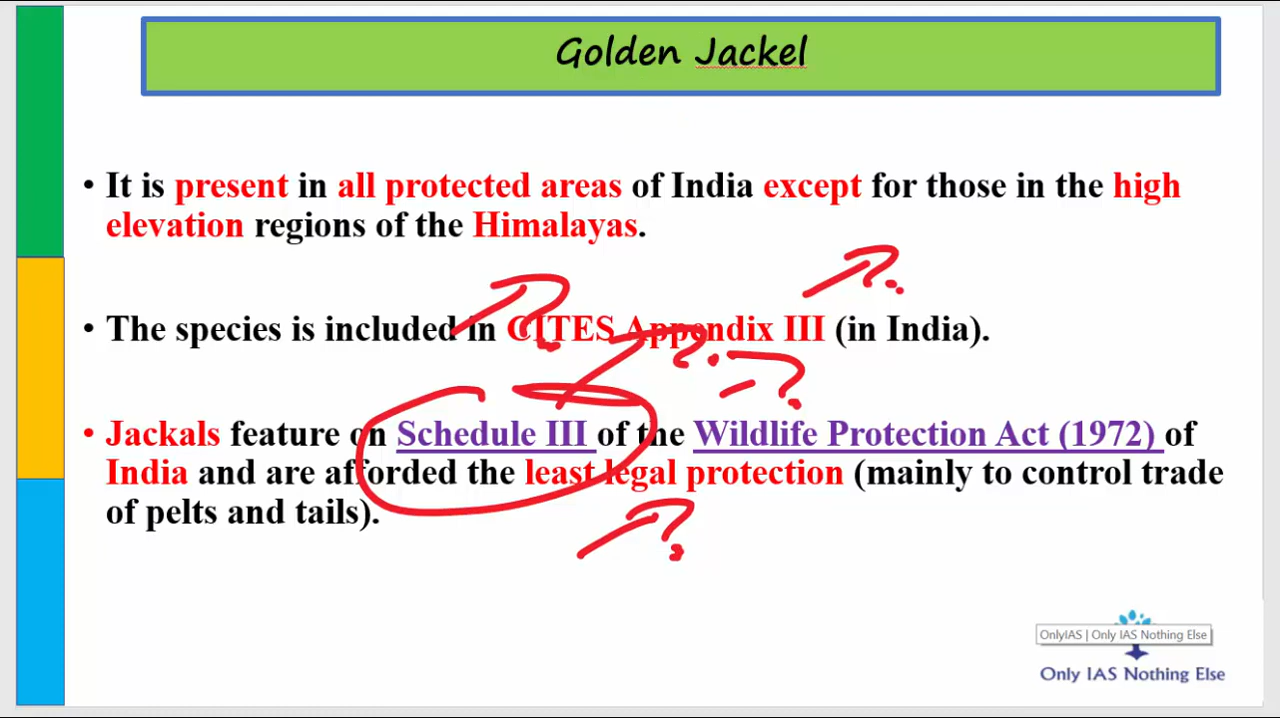 Golden Jackel
• It is present in all protected areas of India except for those in the high
elevation regions of the Himalayas.
• The species is included in CITES Appendix III (in India).
• Jackals feature on Schedule III of the Wildlife Protection Act (1972) of
India and are afforded the least legal protection (mainly to control trade
of pelts and tails).
? ? ? ? ?
OnlyIAS | Only IAS Nothing Else
Only IAS Nothing Else